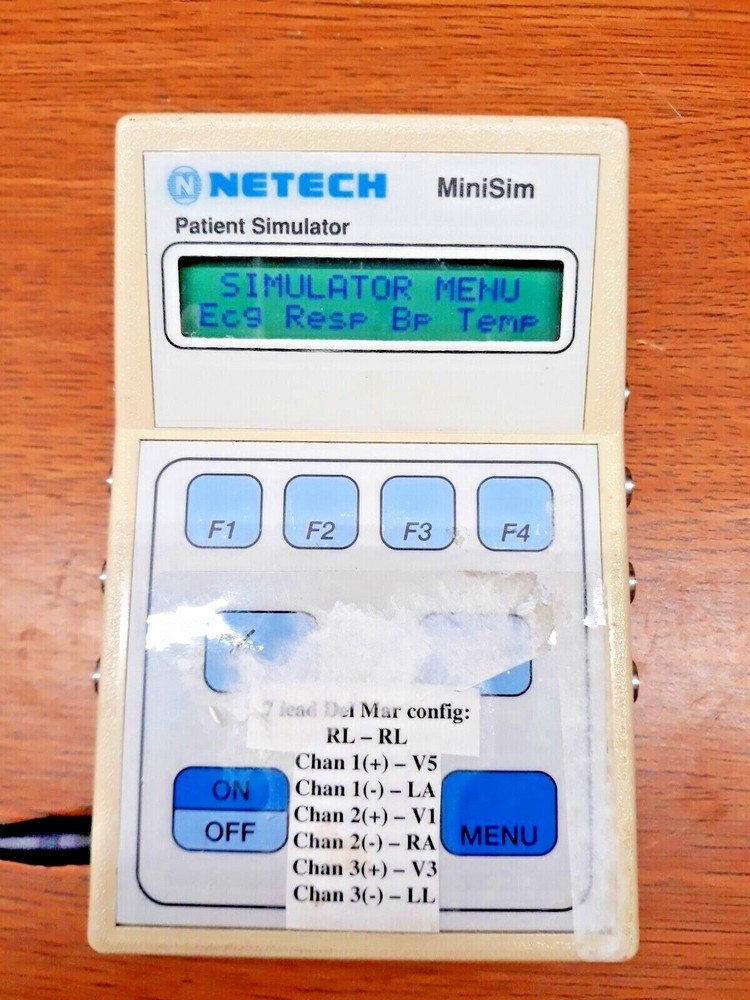 N NETECH MiniSim
Patient Simulator
SIMULATOR MENU
Ecg Resp Bp Temp
F1 F2 F3 F4
7 lead Del Mar config:
RL – RL
Chan 1(+) – V5
Chan 1(-) – LA
Chan 2(+) – V1
Chan 2(-) – RA
Chan 3(+) – V3
Chan 3(-) – LL
ON
OFF
MENU